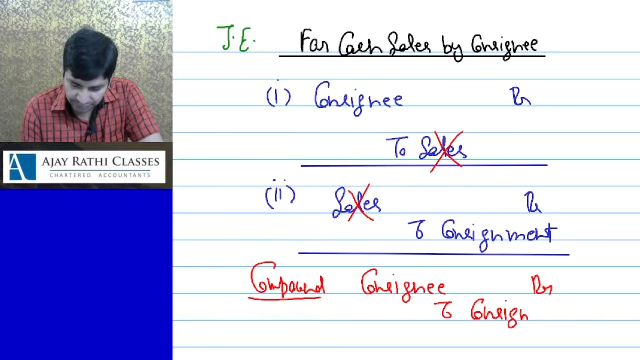 J.E. For Cash Sales by Consignee
(i) Consignee Dr
To Sales
(ii) Sales Dr
To Consignment
Compound Consignee Dr
To Consign
A AJAY RATHI CLASSES
CHARTERED ACCOUNTANTS